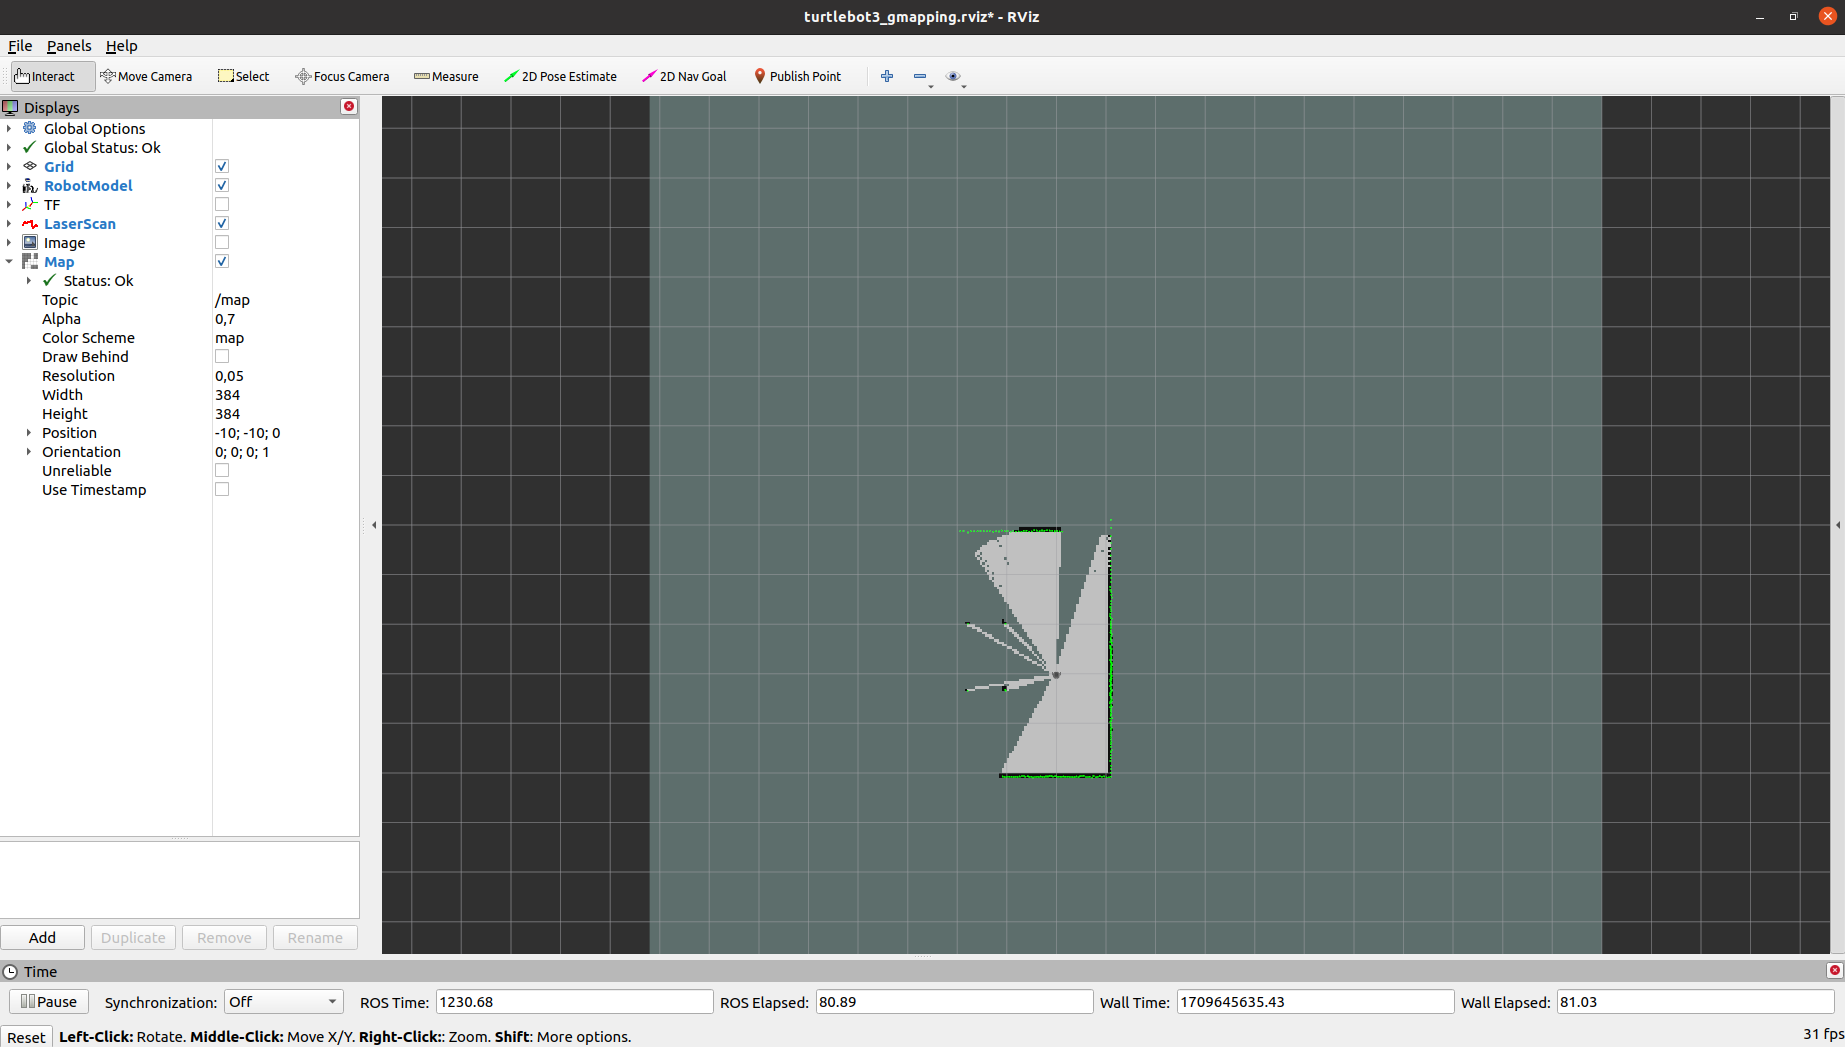 turtlebot3_gmapping.rviz* - RViz
File Panels Help
Interact Move Camera Select Focus Camera Measure 2D Pose Estimate 2D Nav Goal Publish Point
Displays
Global Options
Global Status: Ok
Grid
RobotModel
TF
LaserScan
Image
Map
Status: Ok
Topic /map
Alpha 0,7
Color Scheme map
Draw Behind
Resolution 0,05
Width 384
Height 384
Position -10; -10; 0
Orientation 0; 0; 0; 1
Unreliable
Use Timestamp
Add Duplicate Remove Rename
Time
Pause Synchronization: Off ROS Time: 1230.68 ROS Elapsed: 80.89 Wall Time: 1709645635.43 Wall Elapsed: 81.03
Reset Left-Click: Rotate. Middle-Click: Move X/Y. Right-Click:: Zoom. Shift: More options. 31 fps